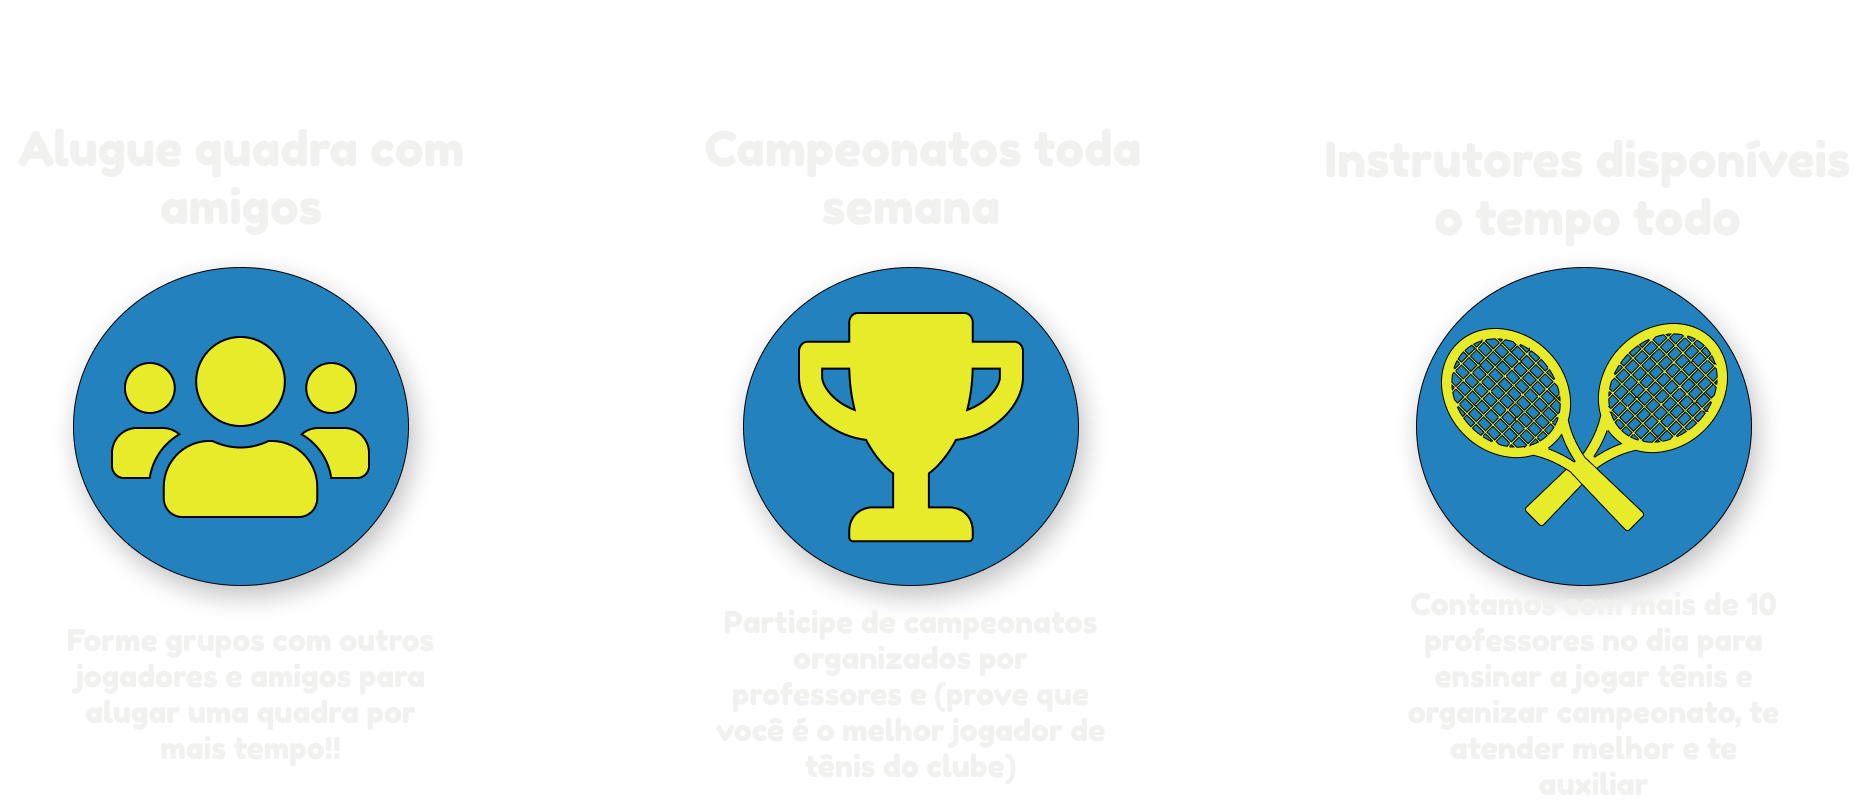 Alugue quadra com
amigos
Forme grupos com outros
jogadores e amigos para
alugar uma quadra por
mais tempo!!
Campeonatos toda
semana
Participe de campeonatos
organizados por
professores e (prove que
você é o melhor jogador de
tênis do clube)
Instrutores disponíveis
o tempo todo
Contamos com mais de 10
professores no dia para
ensinar a jogar tênis e
organizar campeonato, te
atender melhor e te
auxiliar